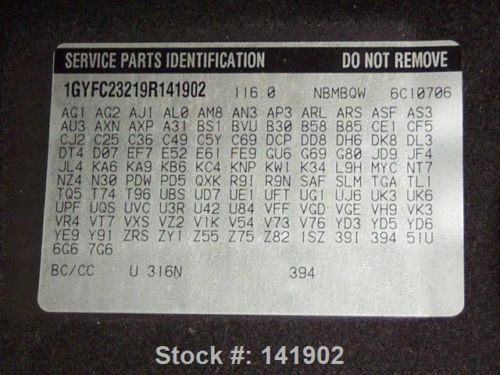 SERVICE PARTS IDENTIFICATION DO NOT REMOVE
1GYFC23219R141902 116.0 NBMBQW 6C10706
AG1 AG2 AJ1 AL0 AM8 AN3 AP3 ARL ARS ASF AS3
AU3 AXN AXP A31 BS1 BVU B30 B58 B85 CE1 CF5
CJ2 C25 C36 C49 C5Y C69 DCP DD8 DH6 DK8 DL3
DT4 D07 EF7 E52 E61 FE9 GU6 G69 G80 JD9 JF4
JL4 KA6 KA9 KB6 KC4 KNP KW1 K34 L9H MYC NT7
NZ4 N30 PDW PD5 QXK R91 R9N SAF SLM TGA TL1
TQ5 T74 T96 UBS UD7 UE1 UFT UG1 UJ6 UK3 UK6
UPF UQS UVC U3R U42 U84 VFF VGD VGE VH9 VK3
VR4 VT7 VXS VZ2 V1K V54 V73 V76 YD3 YD5 YD6
YE9 Y91 ZRS ZY1 Z55 Z75 Z82 1SZ 39I 394 51U
6G6 7G6
BC/CC U 316N 394
Stock #: 141902